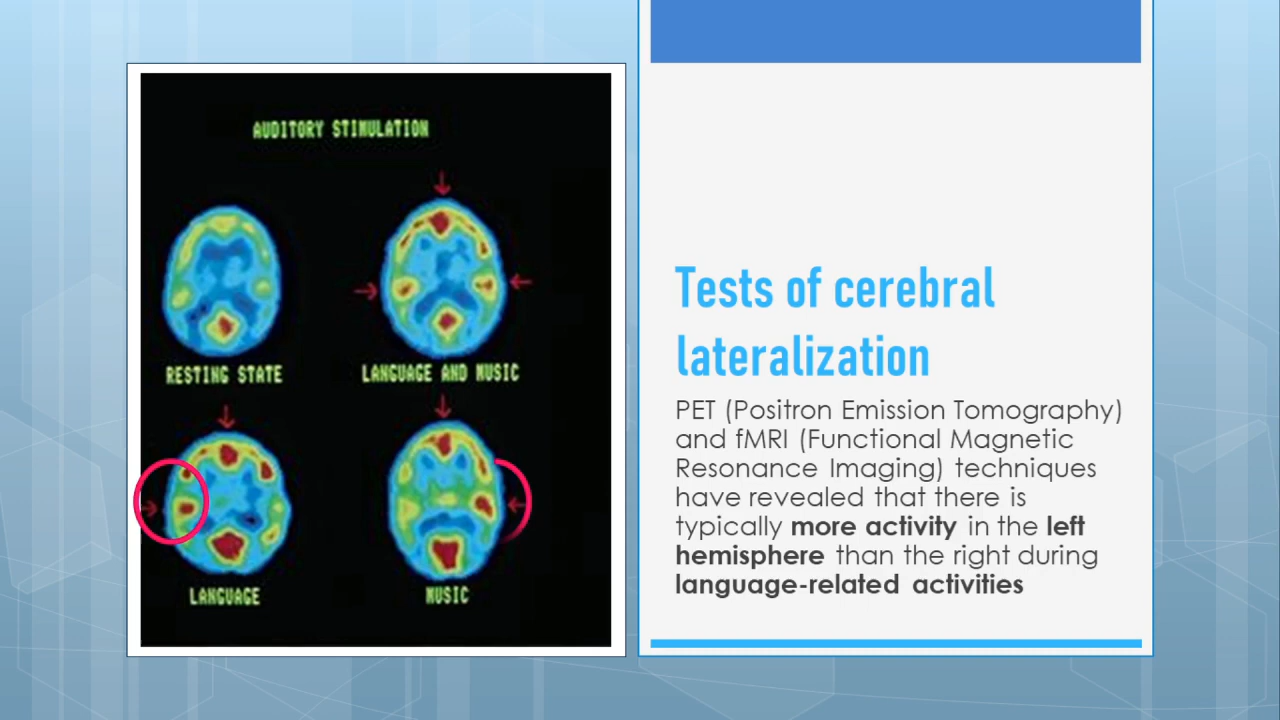 AUDITORY STIMULATION
RESTING STATE
LANGUAGE AND MUSIC
LANGUAGE
MUSIC
Tests of cerebral
lateralization
PET (Positron Emission Tomography)
and fMRI (Functional Magnetic
Resonance Imaging) techniques
have revealed that there is
typically more activity in the left
hemisphere than the right during
language-related activities